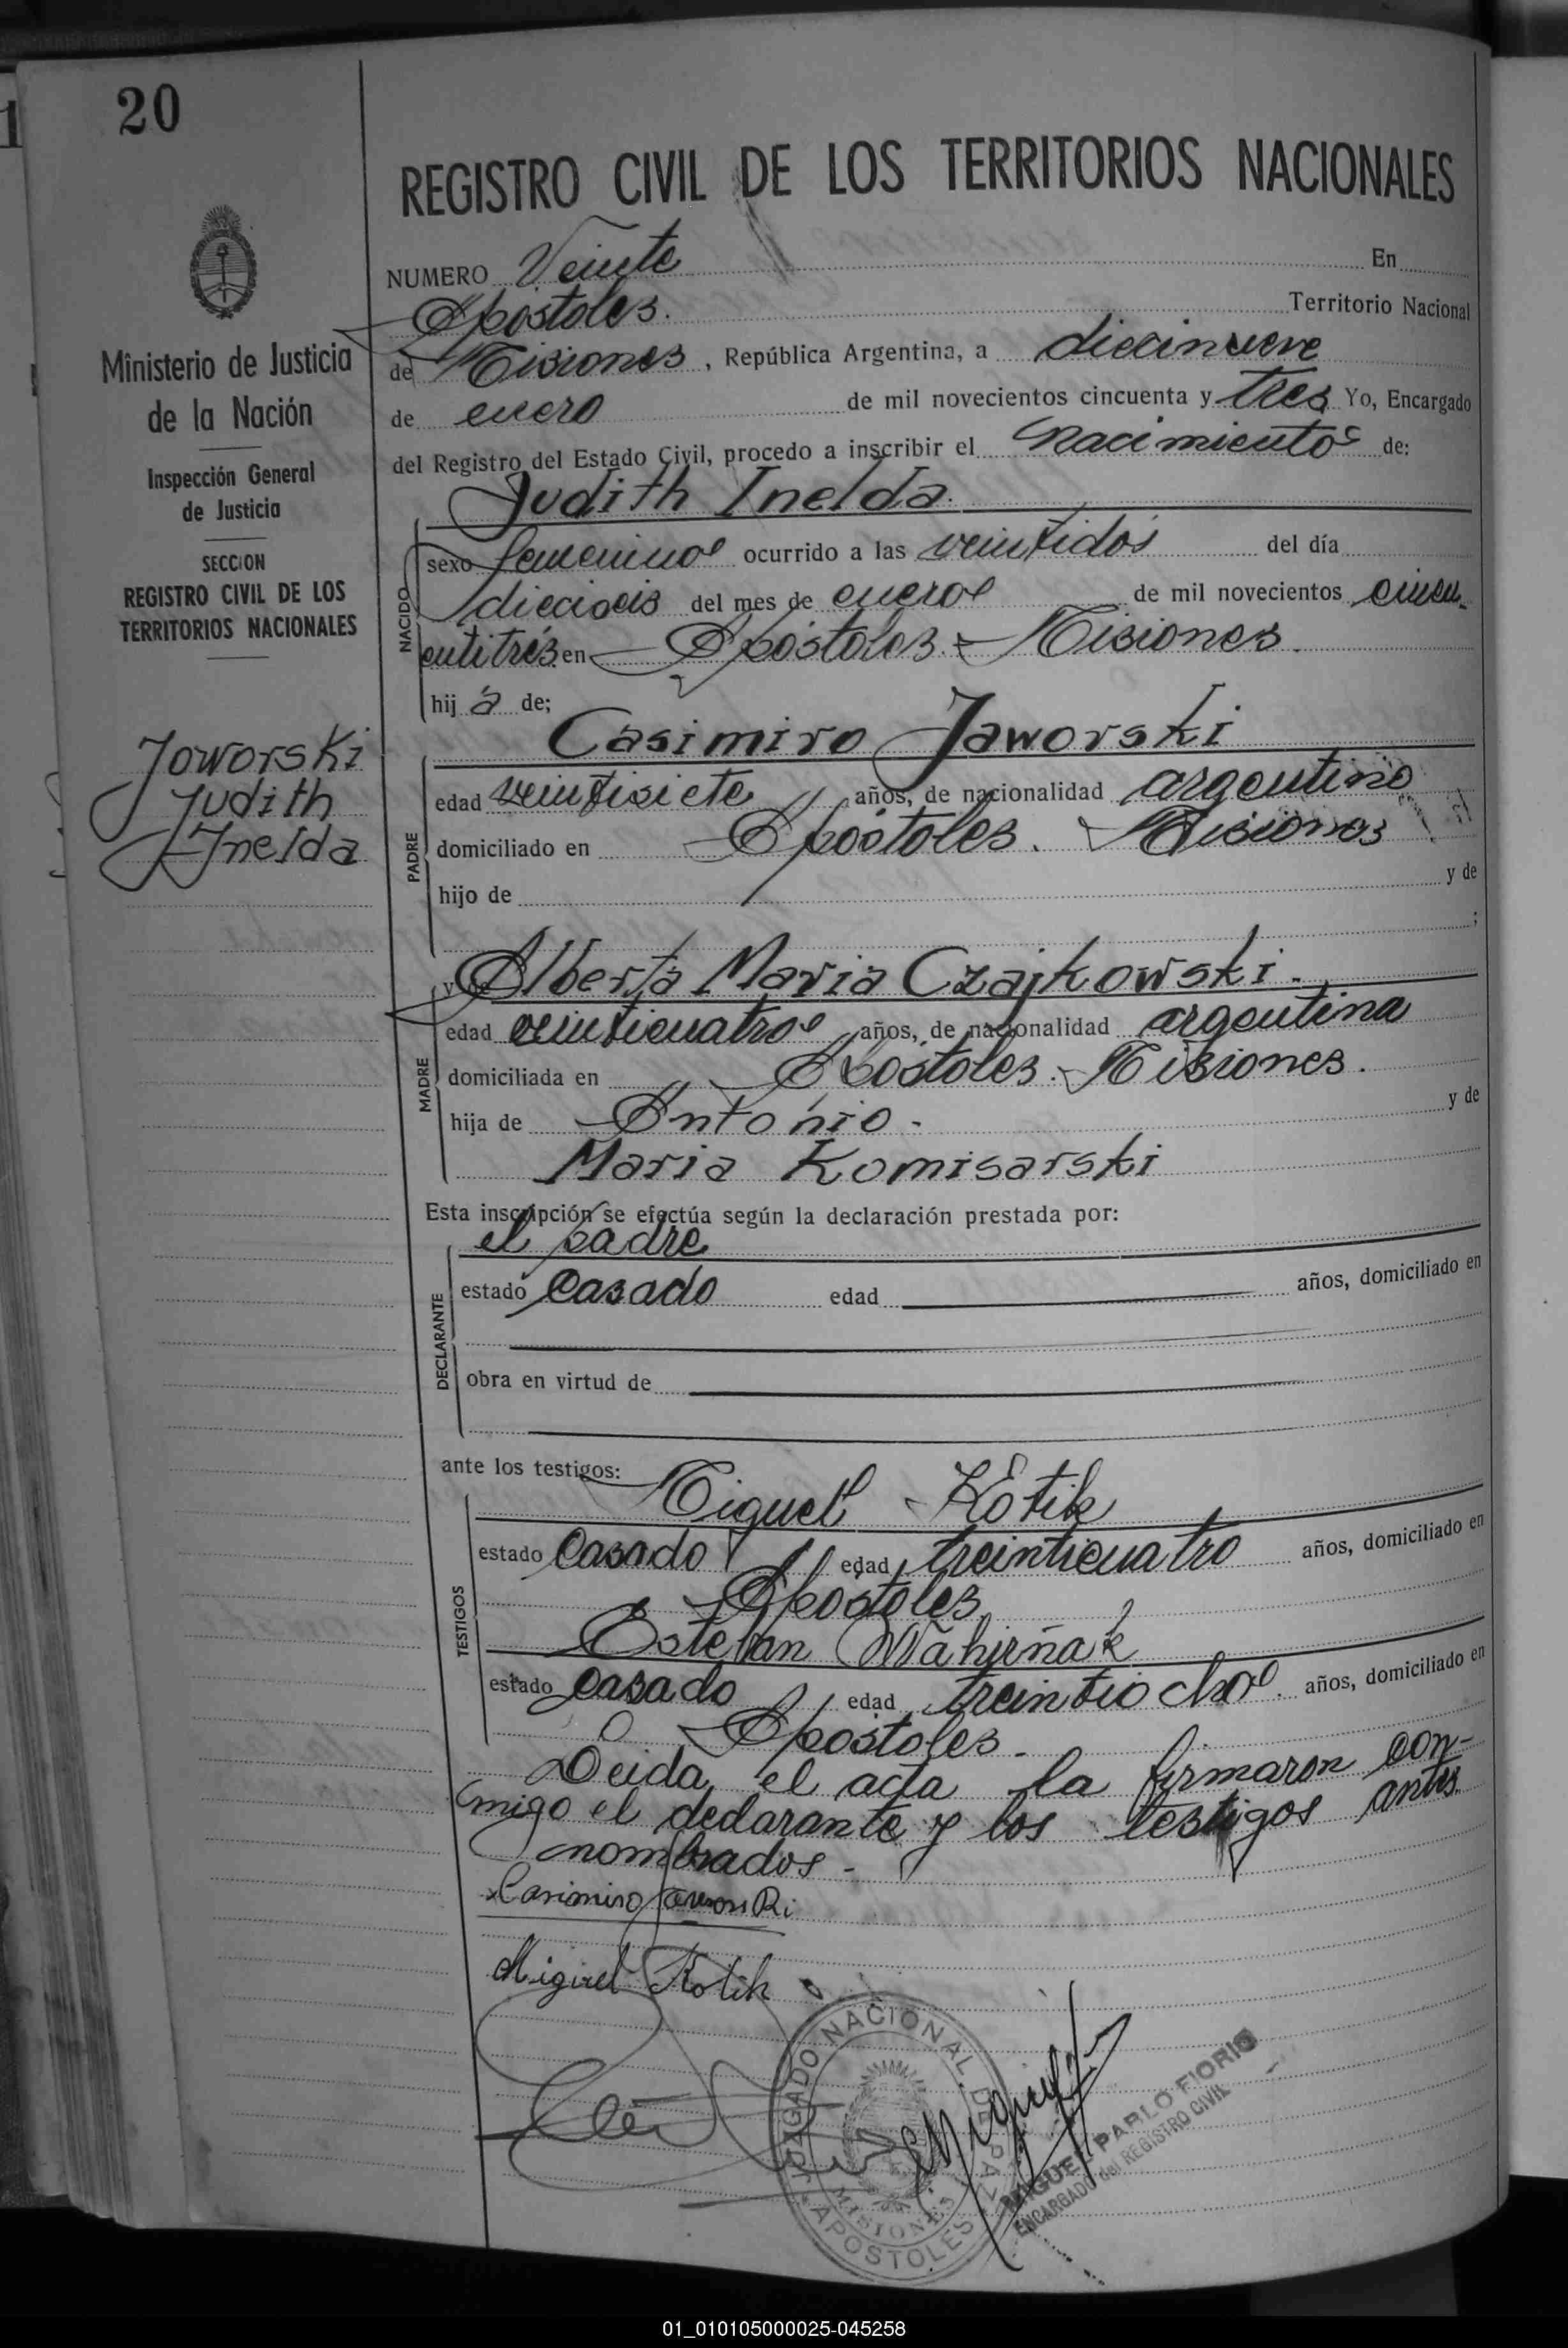 20
REGISTRO CIVIL DE LOS TERRITORIOS NACIONALES
Ministerio de Justicia
de la Nación
Inspección General
de Justicia
SECCION
REGISTRO CIVIL DE LOS
TERRITORIOS NACIONALES
Joworski
Judith
Inelda
NUMERO Veinte En
Apostoles. Territorio Nacional
de Misiones, República Argentina, a diecinueve
de enero de mil novecientos cincuenta y tres Yo, Encargado
del Registro del Estado Civil, procedo a inscribir el nacimiento de:
Judith Inelda
NACIDO
sexo femenino ocurrido a las veintidós del día
dieciseis del mes de enero de mil novecientos cincu
entitrés en Apóstoles - Misiones.
hija de;
Casimiro Jaworski
PADRE
edad veintisiete años, de nacionalidad argentino
domiciliado en Apóstoles. Misiones
hijo de y de
;
y Alberta Maria Czajkowski.
MADRE
edad veinticuatro años, de nacionalidad argentina
domiciliada en Apostoles. Misiones.
hija de Antonio. y de
Maria Komisarski
Esta inscripción se efectúa según la declaración prestada por:
el padre
DECLARANTE
estado casado edad años, domiciliado en
obra en virtud de
ante los testigos:
Miguel Kotik
TESTIGOS
estado casado edad treinticuatro años, domiciliado en
Apostoles
Esteban
estado casado edad treintiocho años, domiciliado en
Apostoles.
Leida el acta la firmaron con-
migo el declarante y los testigos antes
nombrados.
Casimiro Jaworski
Miguel Kotik
JUZGADO NACIONAL DE PAZ
APOSTOLES
MISIONES
MIGUEL PABLO FIORIO
ENCARGADO del REGISTRO CIVIL
01_010105000025-045258